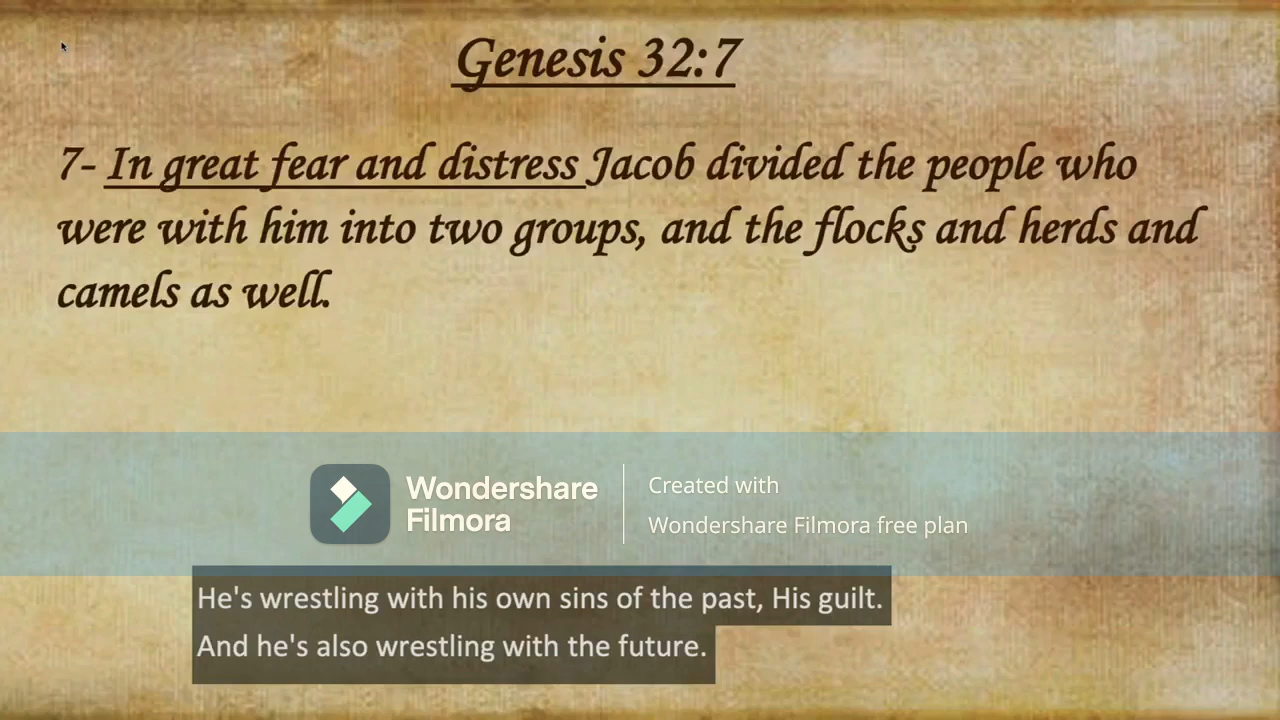 Genesis 32:7
7- In great fear and distress Jacob divided the people who
were with him into two groups, and the flocks and herds and
camels as well.
Wondershare
Filmora
Created with
Wondershare Filmora free plan
He's wrestling with his own sins of the past, His guilt.
And he's also wrestling with the future.